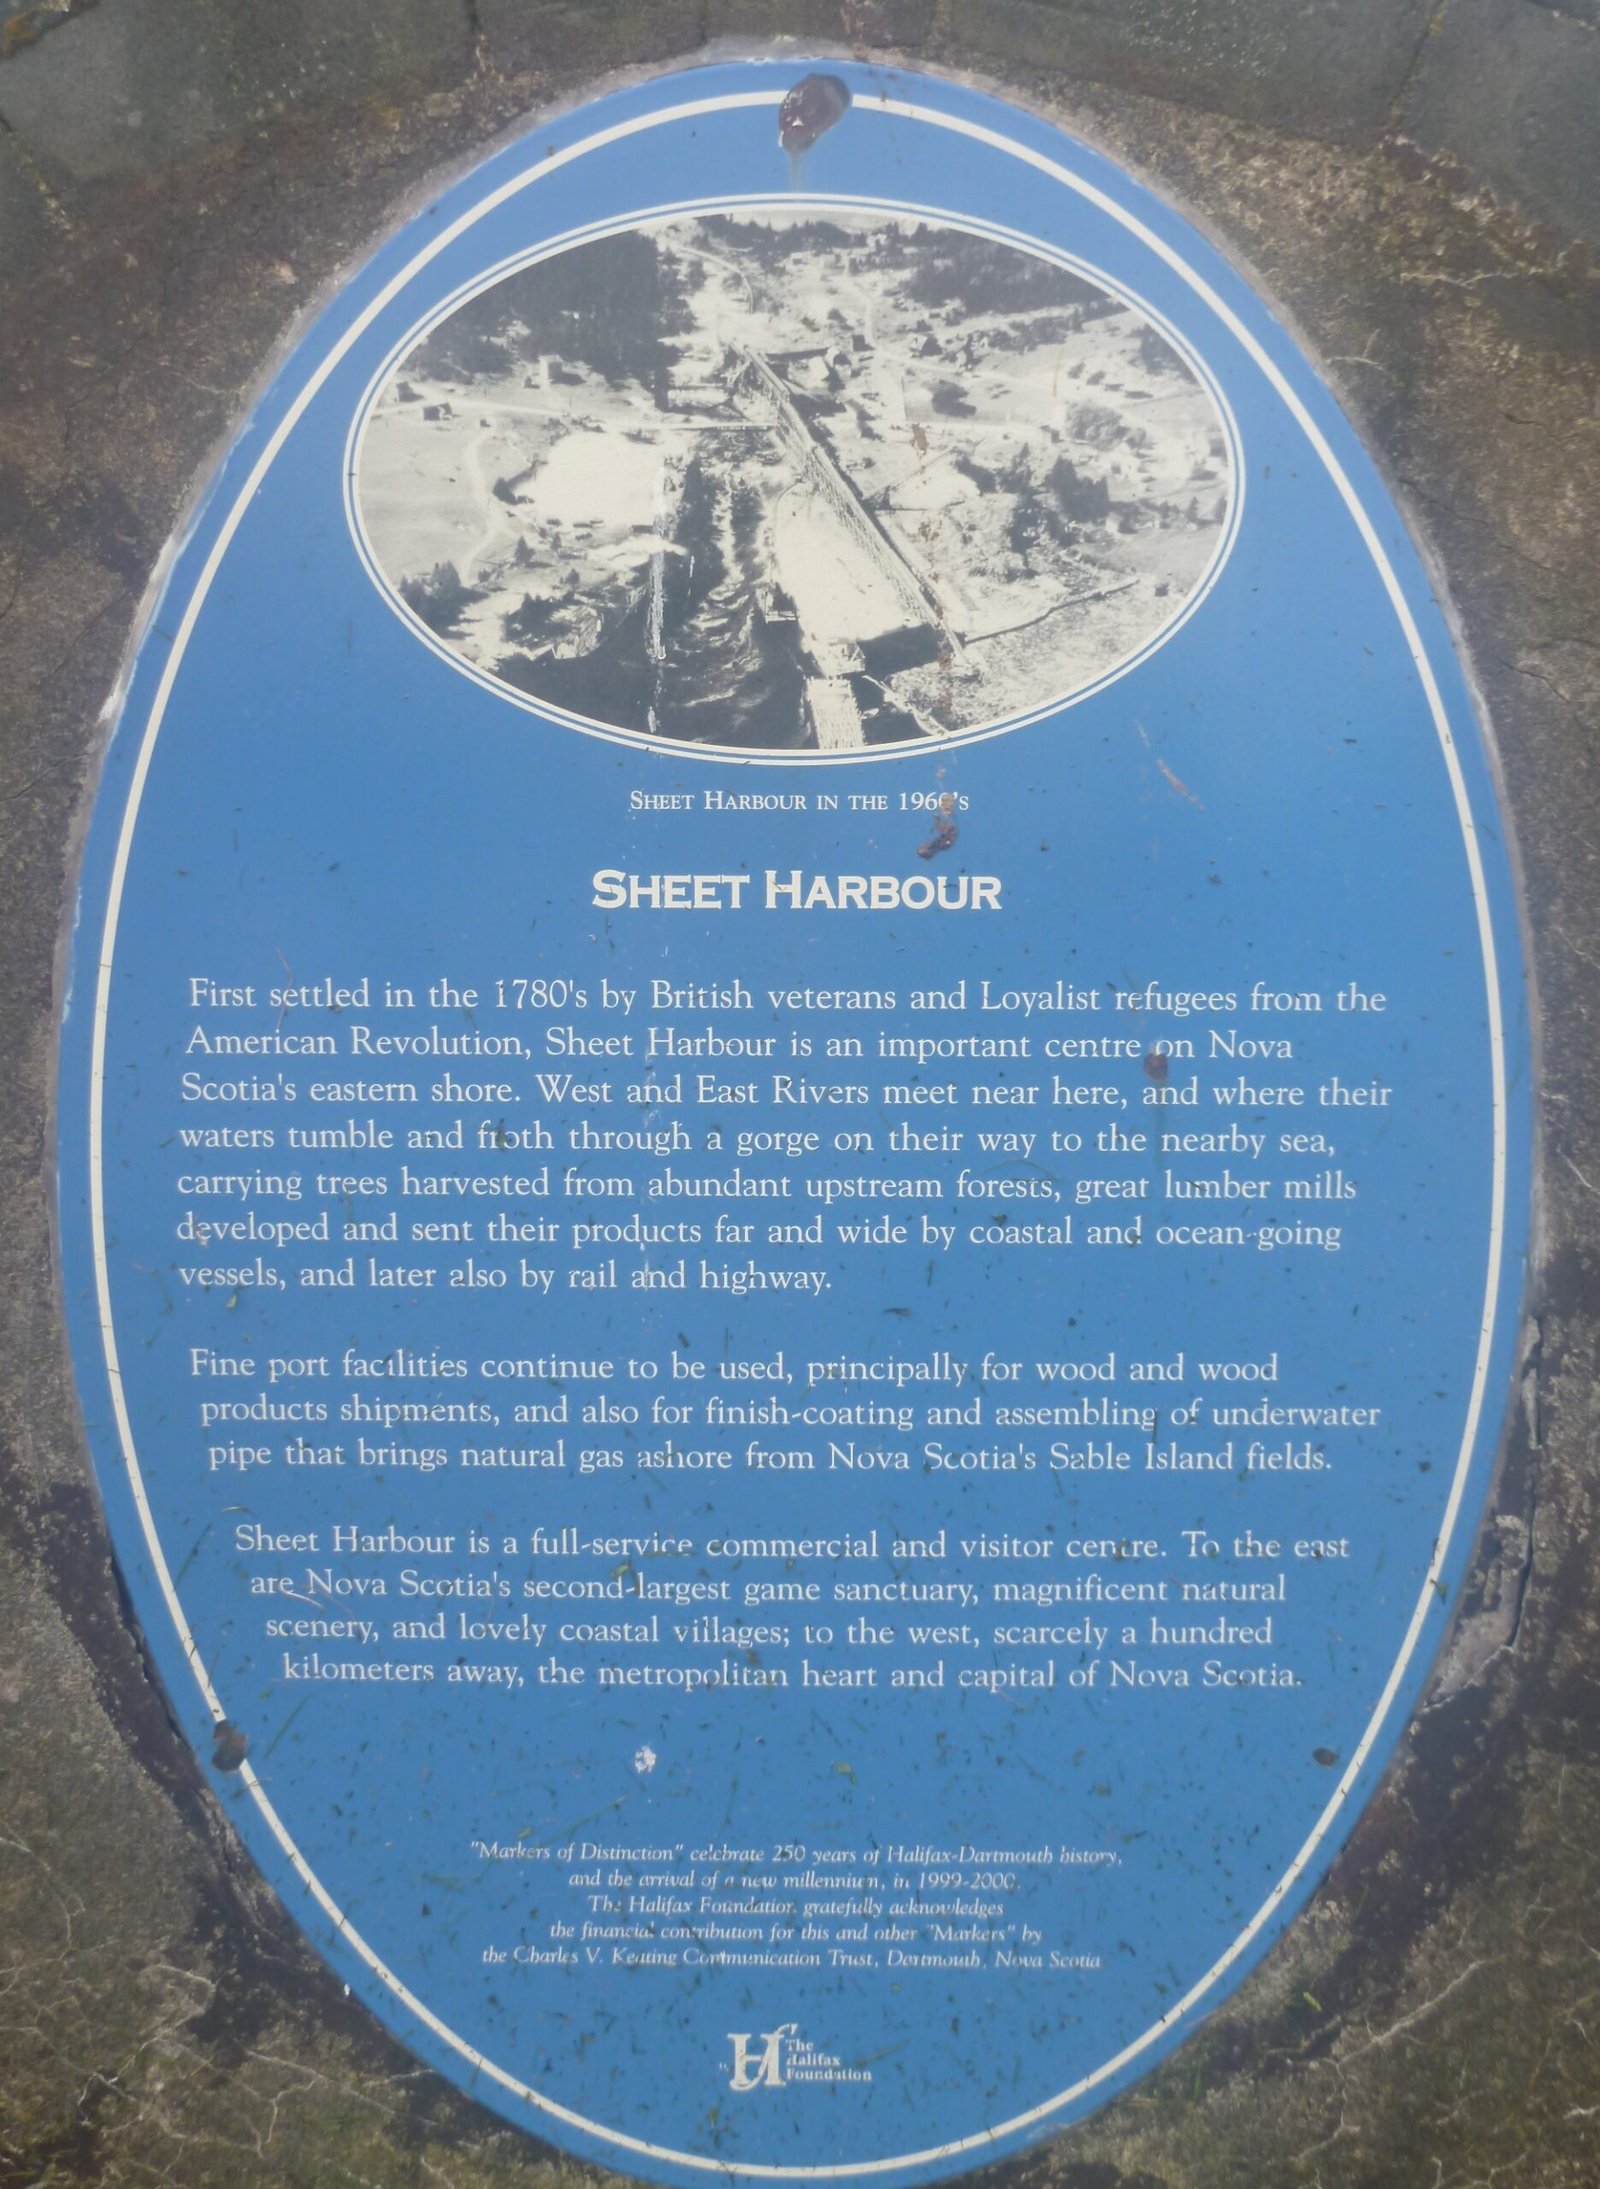 SHEET HARBOUR IN THE 1960's
SHEET HARBOUR
First settled in the 1780's by British veterans and Loyalist refugees from the
American Revolution, Sheet Harbour is an important centre on Nova
Scotia's eastern shore. West and East Rivers meet near here, and where their
waters tumble and froth through a gorge on their way to the nearby sea,
carrying trees harvested from abundant upstream forests, great lumber mills
developed and sent their products far and wide by coastal and ocean-going
vessels, and later also by rail and highway.
Fine port facilities continue to be used, principally for wood and wood
products shipments, and also for finish-coating and assembling of underwater
pipe that brings natural gas ashore from Nova Scotia's Sable Island fields.
Sheet Harbour is a full-service commercial and visitor centre. To the east
are Nova Scotia's second-largest game sanctuary, magnificent natural
scenery, and lovely coastal villages; to the west, scarcely a hundred
kilometers away, the metropolitan heart and capital of Nova Scotia.
"Markers of Distinction" celebrate 250 years of Halifax-Dartmouth history,
and the arrival of a new millennium, in 1999-2000.
The Halifax Foundation gratefully acknowledges
the financial contribution for this and other "Markers" by
the Charles V. Keating Communication Trust, Dartmouth, Nova Scotia
The
Halifax
Foundation